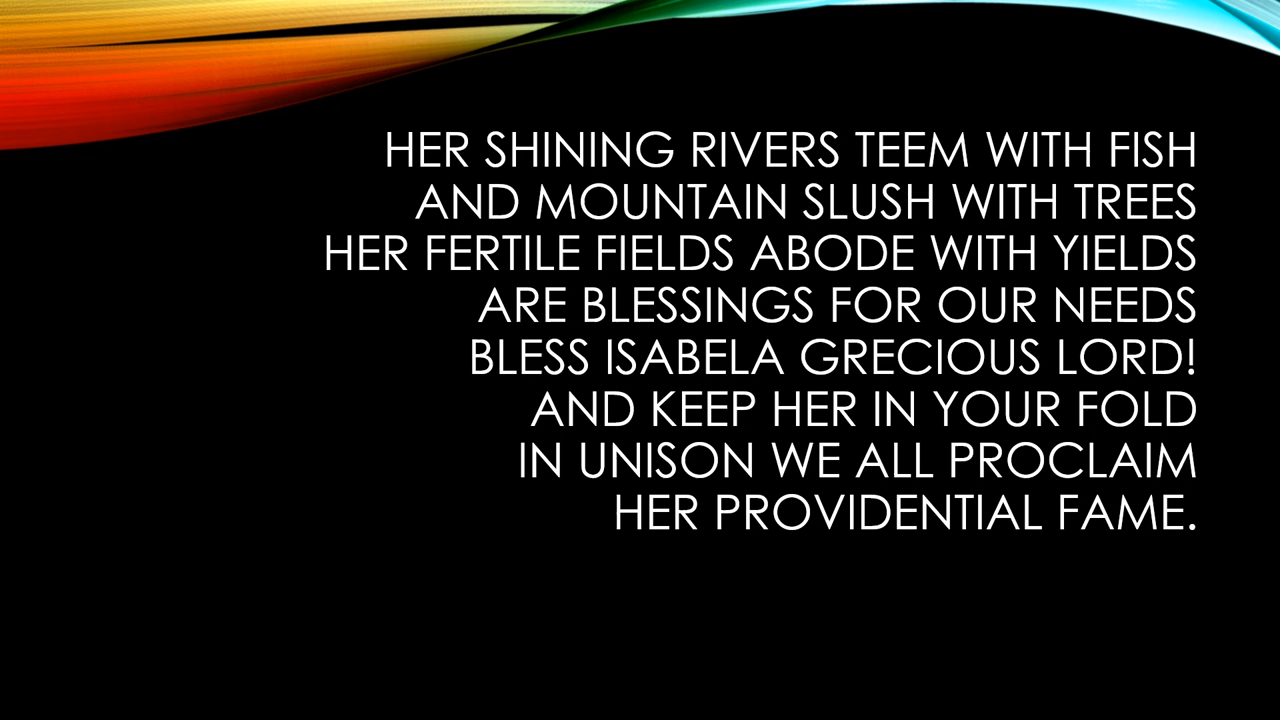 HER SHINING RIVERS TEEM WITH FISH
AND MOUNTAIN SLUSH WITH TREES
HER FERTILE FIELDS ABODE WITH YIELDS
ARE BLESSINGS FOR OUR NEEDS
BLESS ISABELA GRECIOUS LORD!
AND KEEP HER IN YOUR FOLD
IN UNISON WE ALL PROCLAIM
HER PROVIDENTIAL FAME.